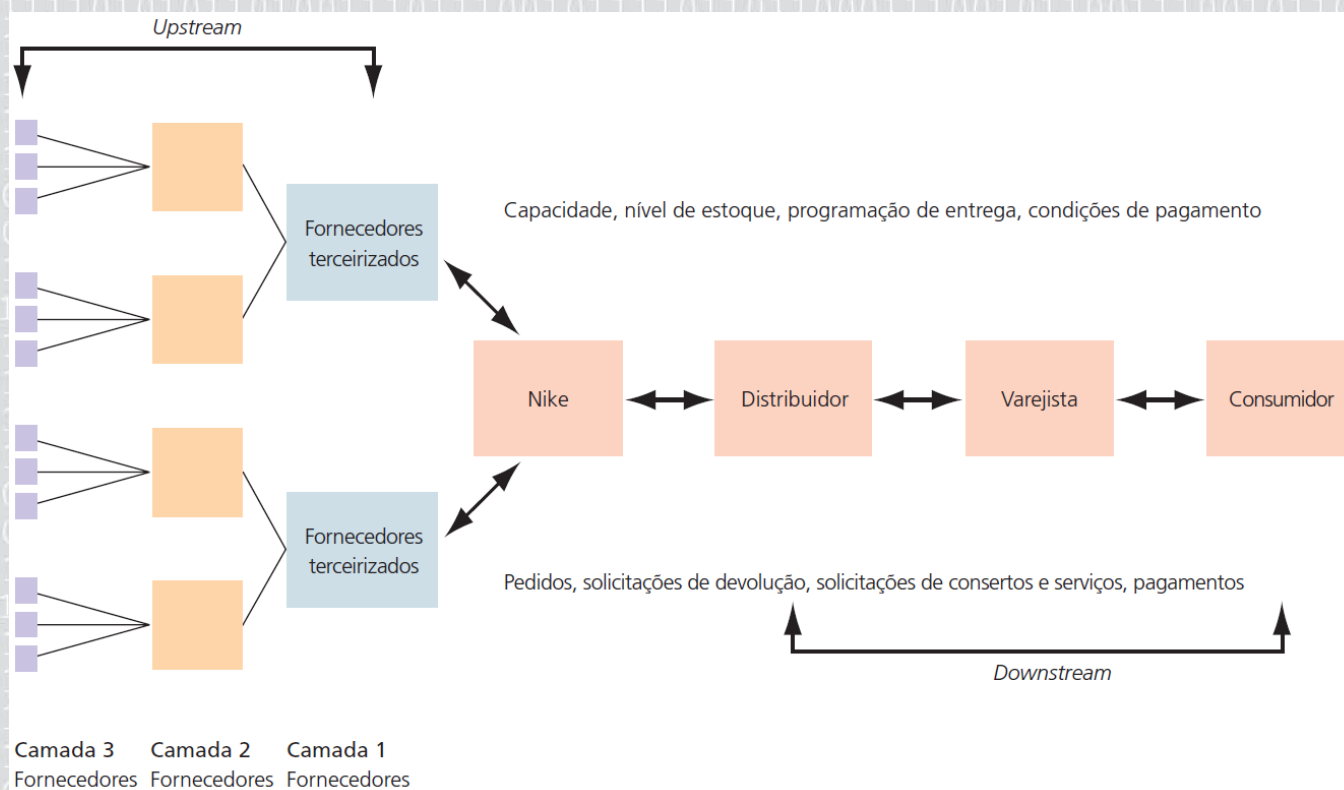 Upstream
Capacidade, nível de estoque, programação de entrega, condições de pagamento
Fornecedores
terceirizados
Nike
Distribuidor
Varejista
Consumidor
Fornecedores
terceirizados
Pedidos, solicitações de devolução, solicitações de consertos e serviços, pagamentos
Downstream
Camada 3
Fornecedores
Camada 2
Fornecedores
Camada 1
Fornecedores